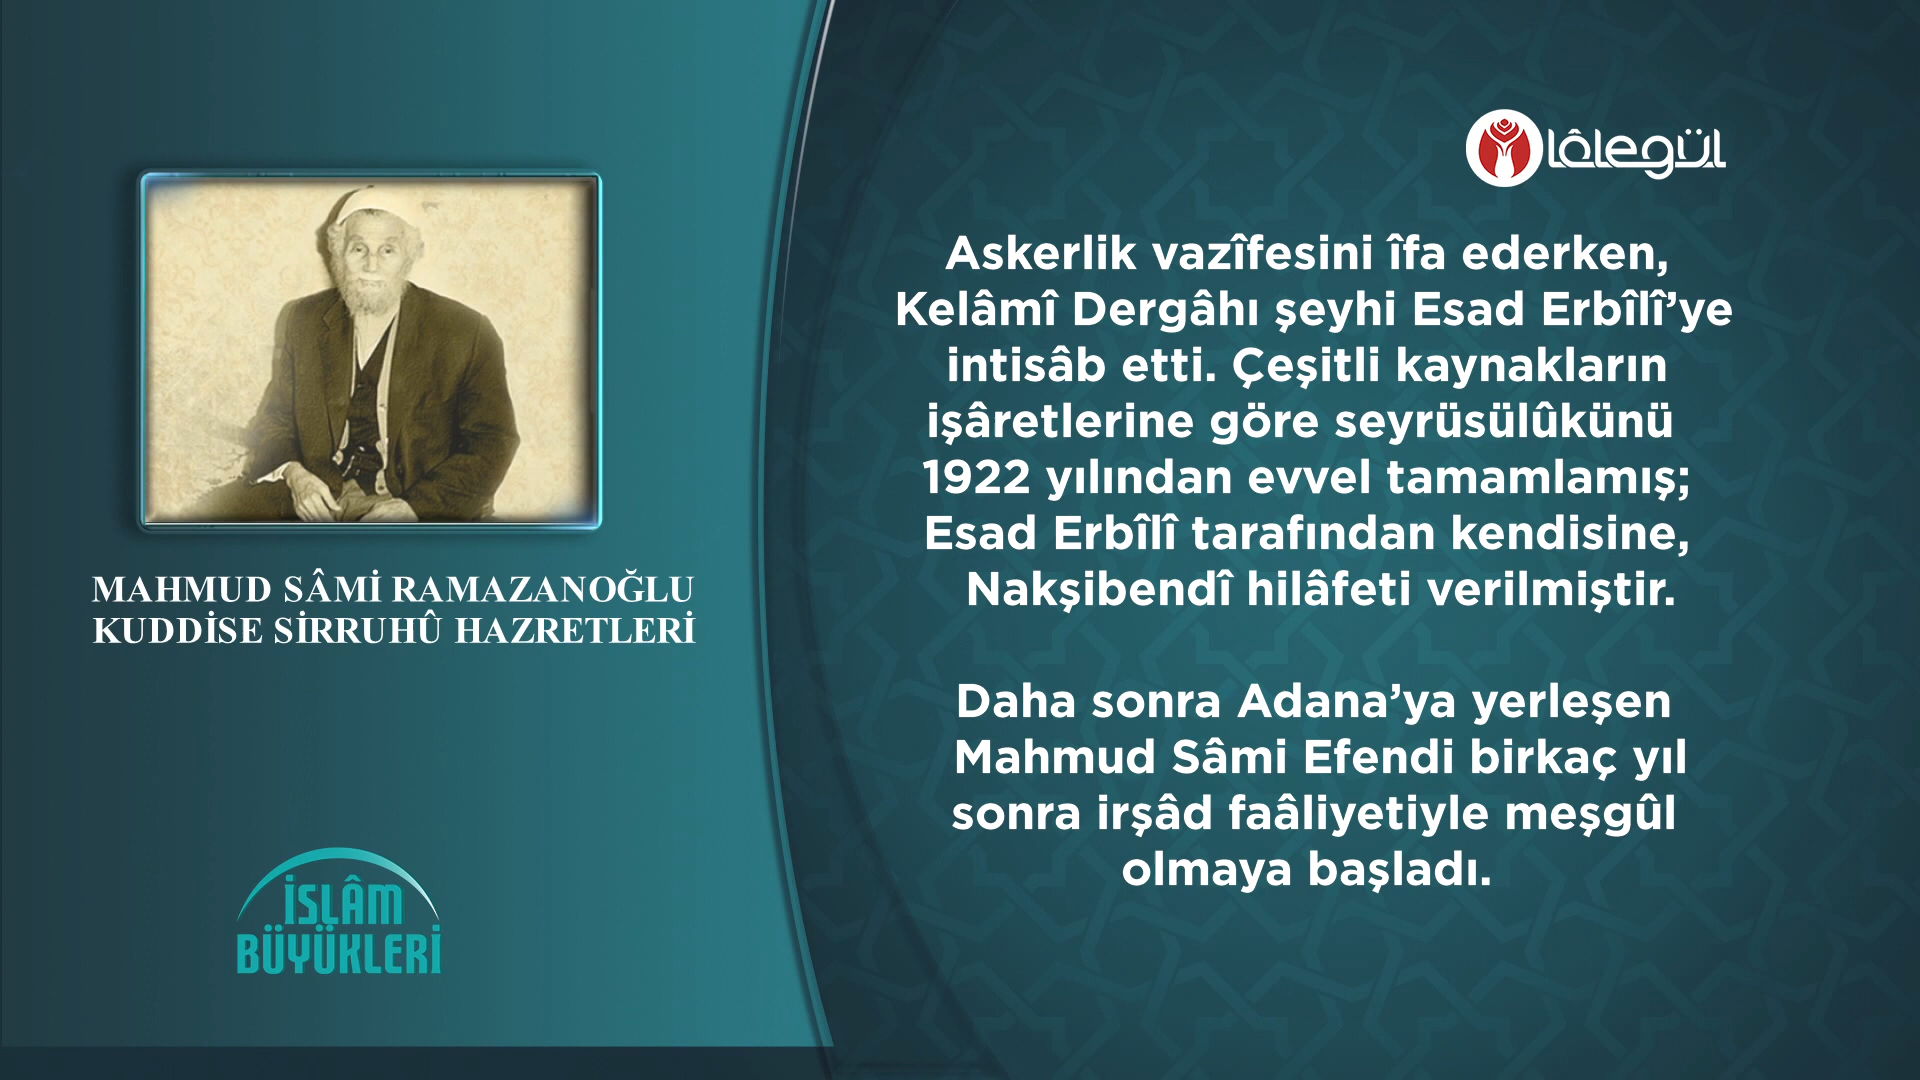 lâlegül
Askerlik vazîfesini îfa ederken,
Kelâmî Dergâhı şeyhi Esad Erbîlî’ye
intisâb etti. Çeşitli kaynakların
işâretlerine göre seyrüsülûkünü
1922 yılından evvel tamamlamış;
Esad Erbîlî tarafından kendisine,
Nakşibendî hilâfeti verilmiştir.
Daha sonra Adana’ya yerleşen
Mahmud Sâmi Efendi birkaç yıl
sonra irşâd faâliyetiyle meşgûl
olmaya başladı.
MAHMUD SÂMİ RAMAZANOĞLU
KUDDİSE SİRRUHÛ HAZRETLERİ
İSLÂM
BÜYÜKLERİ